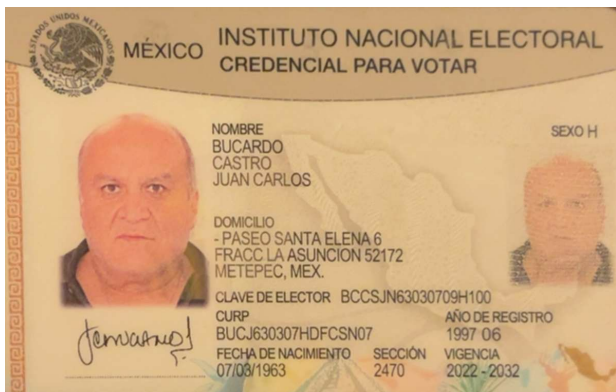 ESTADOS UNIDOS MEXICANOS
MÉXICO
INSTITUTO NACIONAL ELECTORAL
CREDENCIAL PARA VOTAR
NOMBRE
SEXO H
BUCARDO
CASTRO
JUAN CARLOS
DOMICILIO
- PASEO SANTA ELENA 6
FRACC LA ASUNCION 52172
METEPEC, MEX.
CLAVE DE ELECTOR BCCSJN63030709H100
CURP
BUCJ630307HDFCSN07
AÑO DE REGISTRO
1997 06
FECHA DE NACIMIENTO
07/03/1963
SECCIÓN
2470
VIGENCIA
2022 - 2032